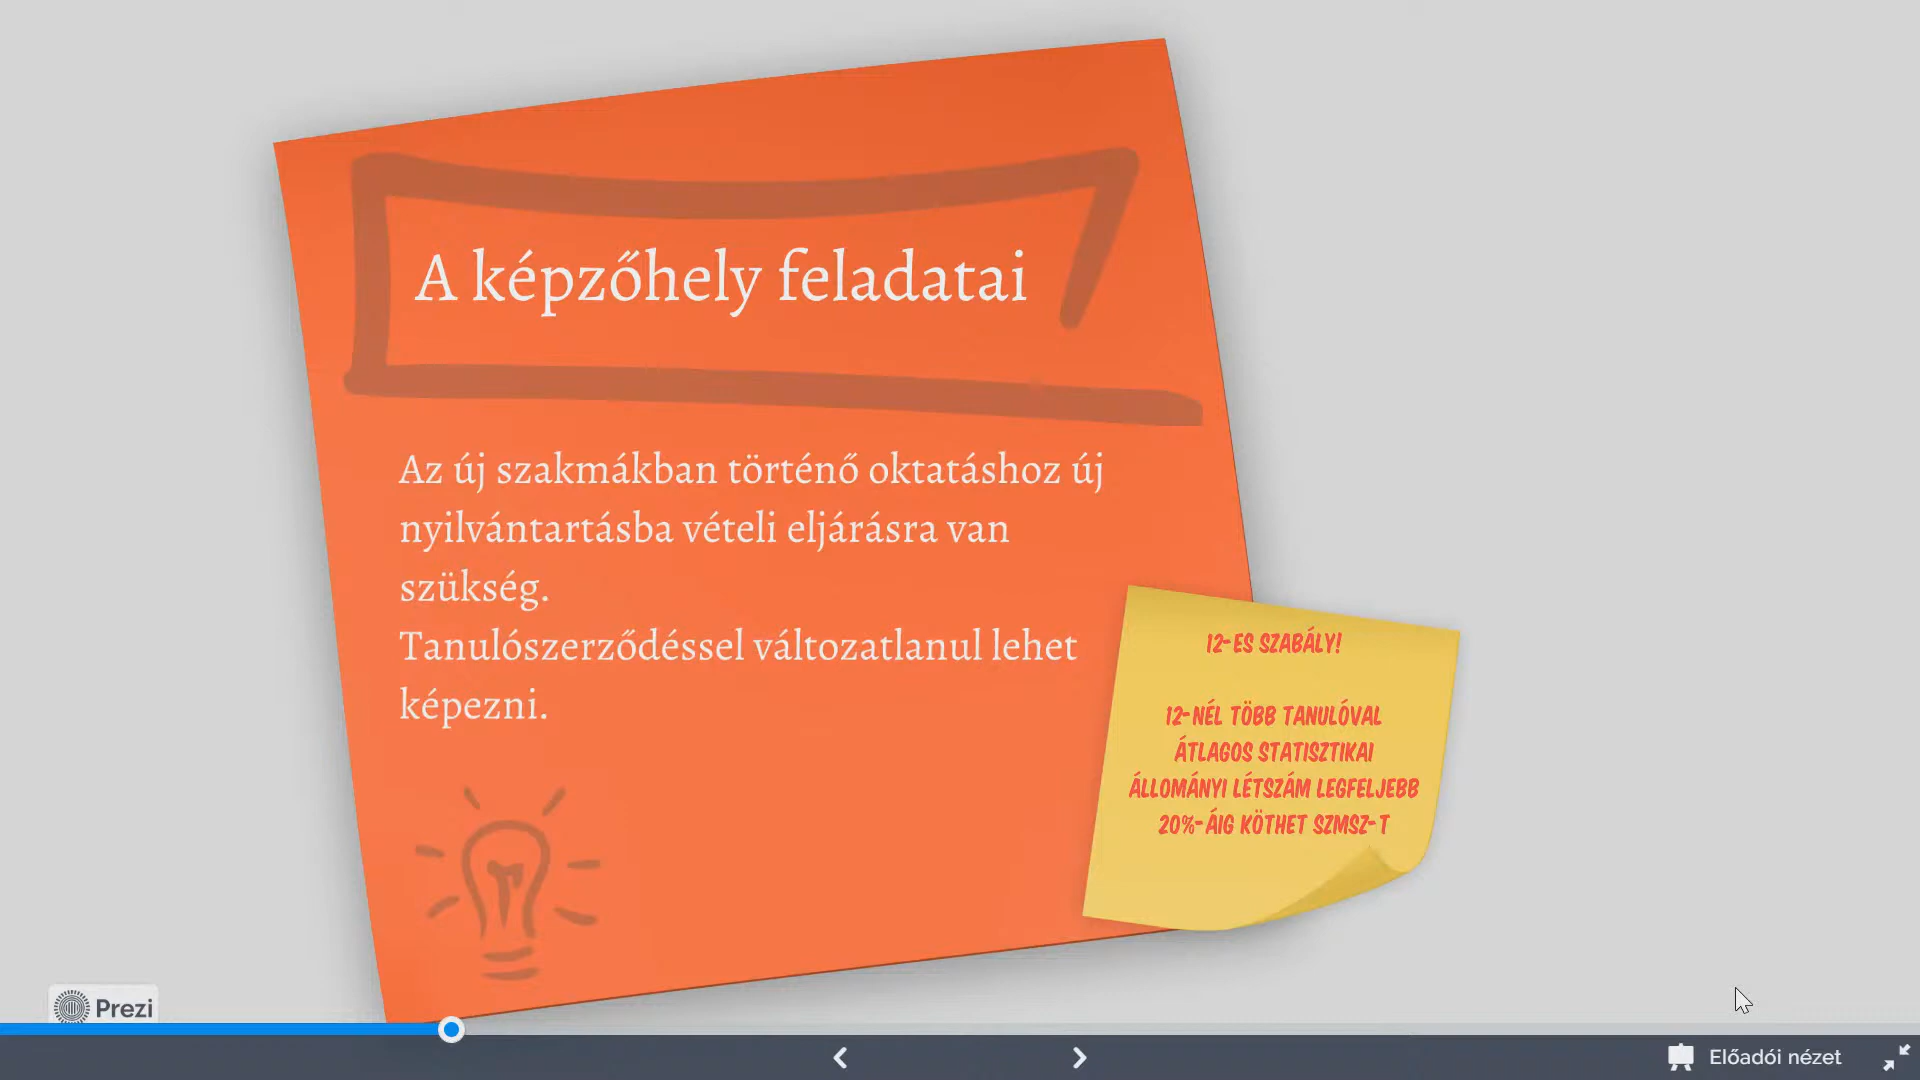 A képzőhely feladatai
Az új szakmákban történő oktatáshoz új
nyilvántartásba vételi eljárásra van
szükség.
Tanulószerződéssel változatlanul lehet
képezni.
12-ES SZABÁLY!
12-NÉL TÖBB TANULÓVAL
ÁTLAGOS STATISZTIKAI
ÁLLOMÁNYI LÉTSZÁM LEGFELJEBB
20%-ÁIG KÖTHET SZMSZ-T
Prezi
Előadói nézet